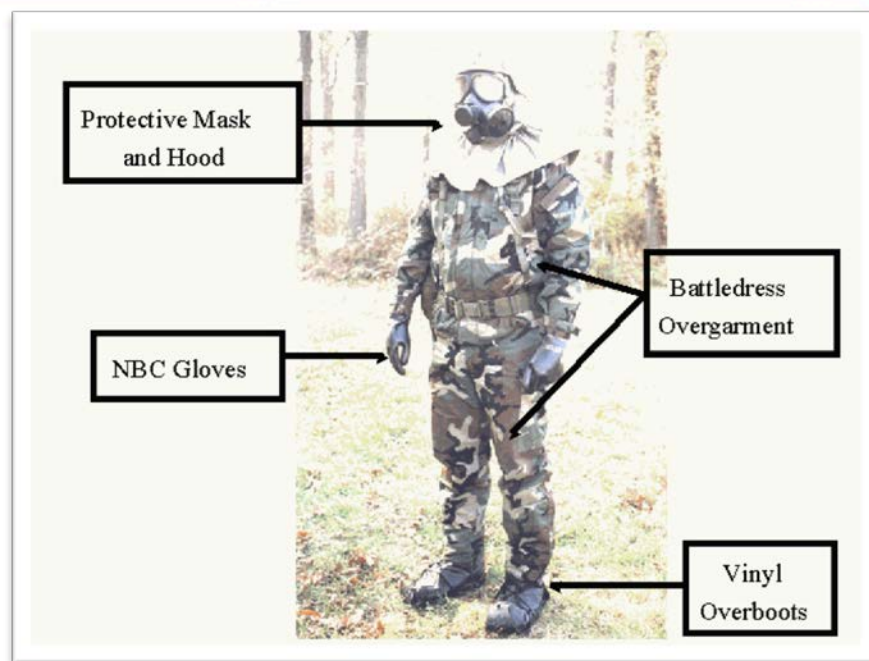 Protective Mask
and Hood
Battledress
Overgarment
NBC Gloves
Vinyl
Overboots